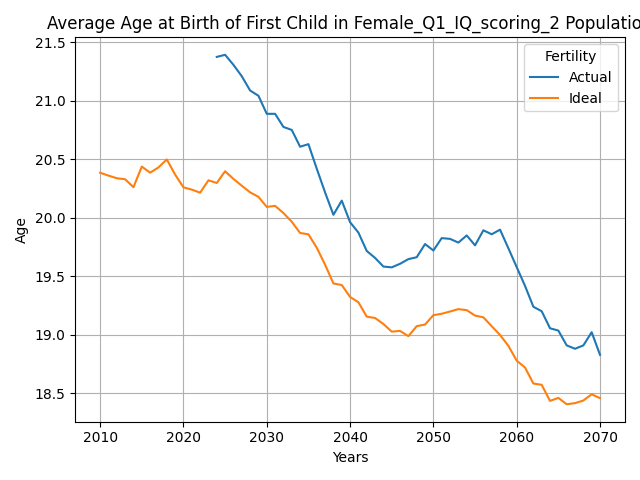 Average Age at Birth of First Child in Female_Q1_IQ_scoring_2 Populatio
Fertility
Actual
Ideal
21.5
21.0
20.5
20.0
19.5
19.0
18.5
Age
2010 2020 2030 2040 2050 2060 2070
Years